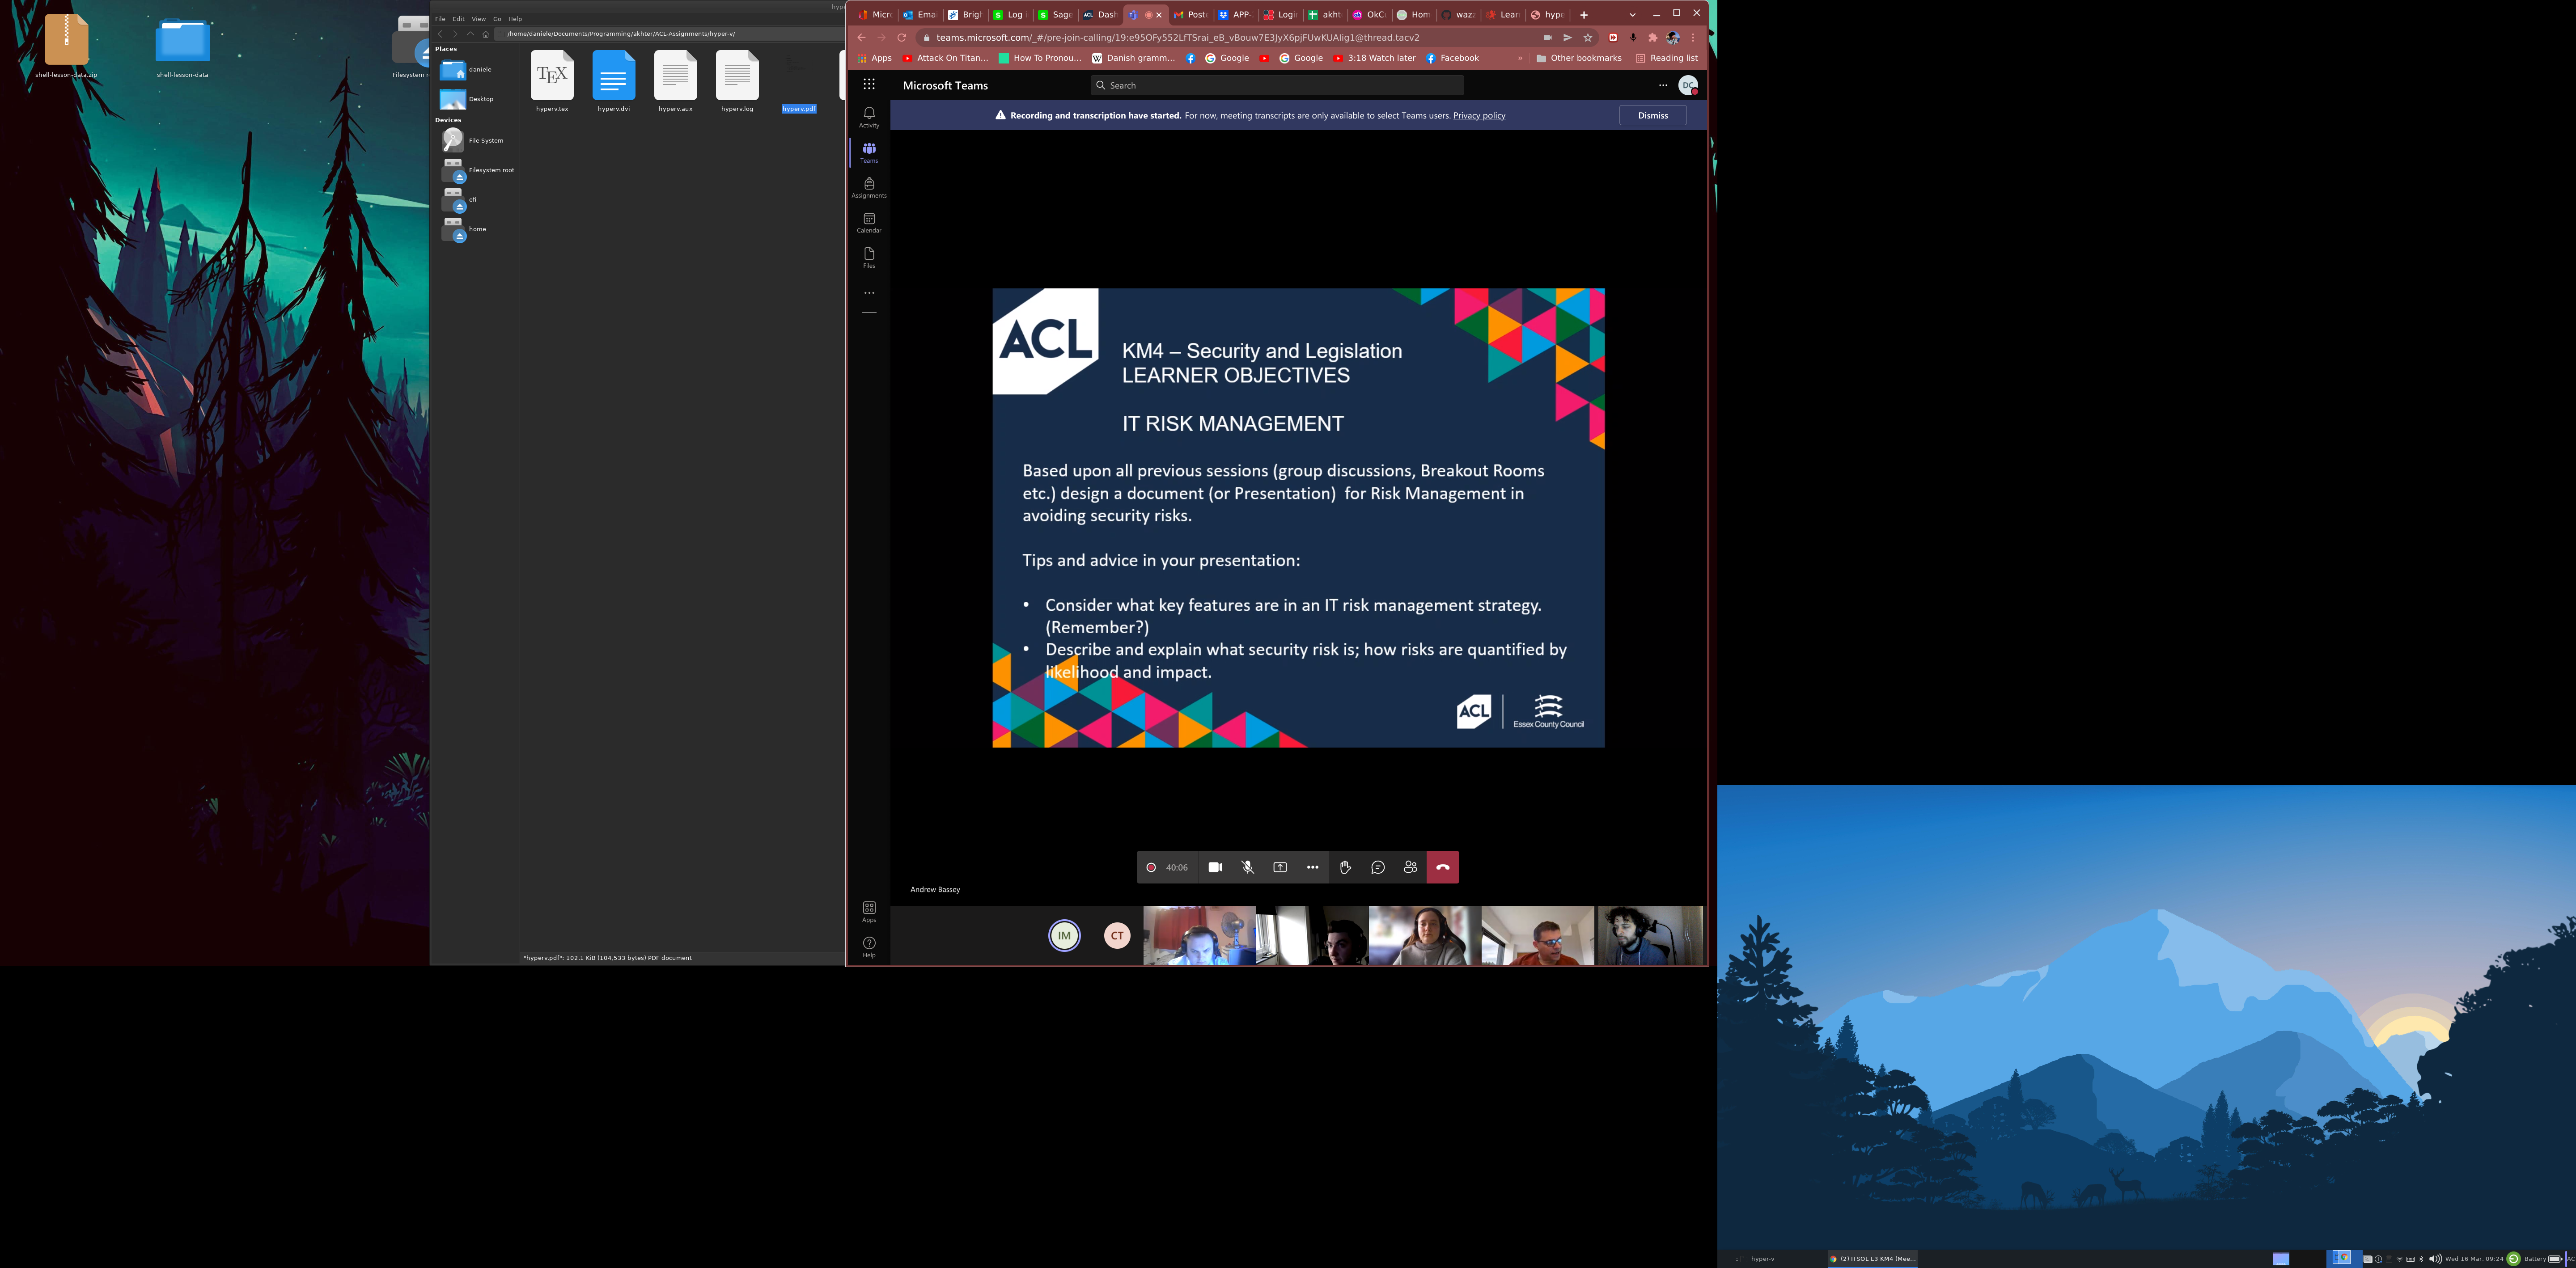 shell-lesson-data.zip
shell-lesson-data
Filesystem r
File Edit View Go Help
/home/daniele/Documents/Programming/akhter/ACL-Assignments/hyper-v/
Places
daniele
Desktop
Devices
File System
Filesystem root
efi
home
TEX
hyperv.tex
hyperv.dvi
hyperv.aux
hyperv.log
hyperv.pdf
"hyperv.pdf": 102.1 KiB (104,533 bytes) PDF document
Micr Ema Brig Log Sage Dash Post APP- Logi akht OkC Hom waz Lear hype
teams.microsoft.com/_#/pre-join-calling/19:e95OFy552LfTSrai_eB_vBouw7E3JyX6pjFUwKUAlig1@thread.tacv2
Apps Attack On Titan... How To Pronou... Danish gramm... Google Google 3:18 Watch later Facebook » Other bookmarks Reading list
Microsoft Teams
Search
DC
Recording and transcription have started. For now, meeting transcripts are only available to select Teams users. Privacy policy
Dismiss
Activity
Teams
Assignments
Calendar
Files
Apps
Help
ACL
KM4 – Security and Legislation
LEARNER OBJECTIVES
IT RISK MANAGEMENT
Based upon all previous sessions (group discussions, Breakout Rooms
etc.) design a document (or Presentation) for Risk Management in
avoiding security risks.
Tips and advice in your presentation:
• Consider what key features are in an IT risk management strategy.
(Remember?)
• Describe and explain what security risk is; how risks are quantified by
likelihood and impact.
ACL
Essex County Council
40:06
Andrew Bassey
IM
CT
hyper-v
(2) ITSOL L3 KM4 (Mee...
Wed 16 Mar, 09:24
Battery
AC